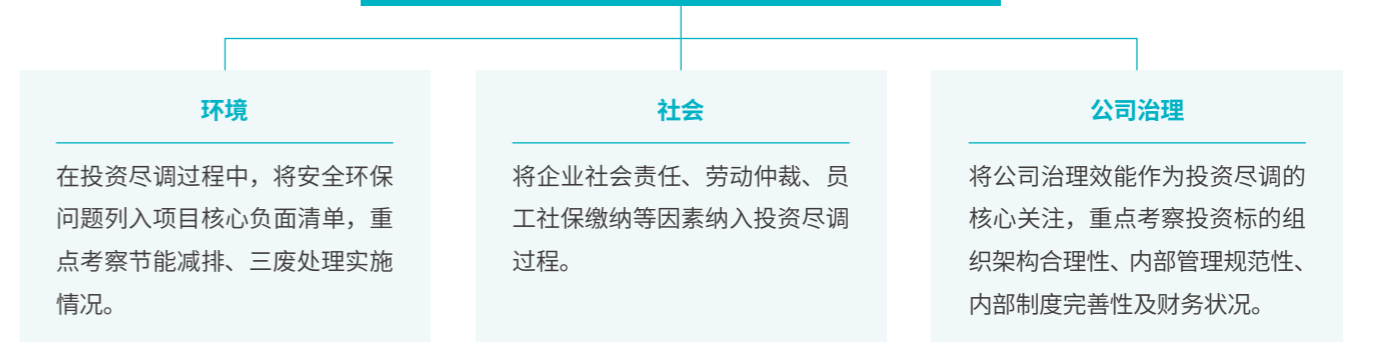 环境
在投资尽调过程中，将安全环保
问题列入项目核心负面清单，重
点考察节能减排、三废处理实施
情况。
社会
将企业社会责任、劳动仲裁、员
工社保缴纳等因素纳入投资尽调
过程。
公司治理
将公司治理效能作为投资尽调的
核心关注，重点考察投资标的组
织架构合理性、内部管理规范性、
内部制度完善性及财务状况。